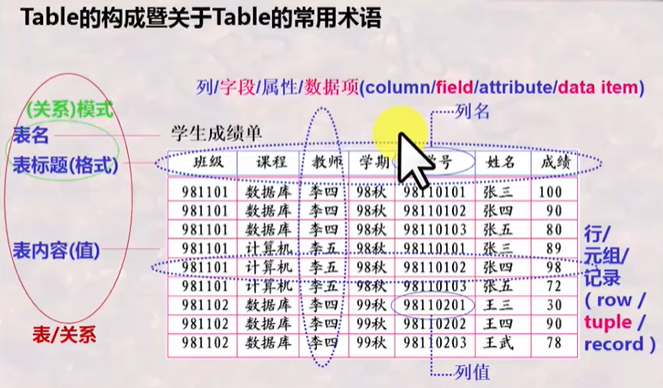 Table的构成暨关于Table的常用术语
列/字段/属性/数据项(column/field/attribute/data item)
列名
(关系)模式
表名
学生成绩单
表标题(格式)
班级 课程 教师 学期 号 姓名 成绩
981101 数据库 李四 98秋 98110101 张三 100
981101 数据库 李四 98秋 98110102 张四 90
981101 数据库 李四 98秋 98110103 张五 80
表内容(值)
981101 计算机 李五 98秋 98110101 张三 89
981101 计算机 李五 98秋 98110102 张四 98
981101 计算机 李五 98秋 98110103 张五 72
981102 数据库 李四 99秋 98110201 王三 30
981102 数据库 李四 99秋 98110202 王四 90
981102 数据库 李四 99秋 98110203 王武 78
行/
元组/
记录
(row/
tuple/
record)
表/关系
列值